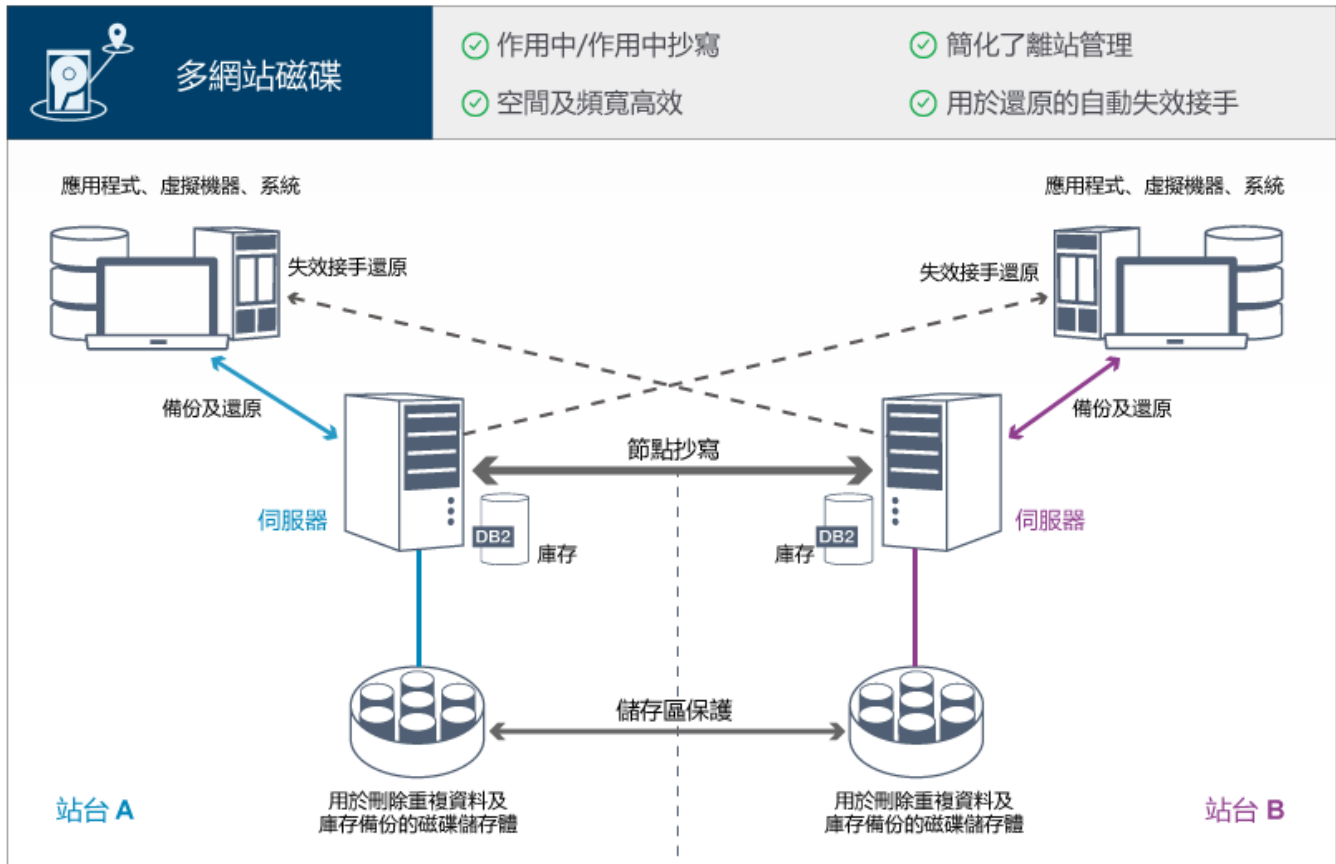 多網站磁碟
作用中/作用中抄寫
簡化了離站管理
空間及頻寬高效
用於還原的自動失效接手
應用程式、虛擬機器、系統
應用程式、虛擬機器、系統
失效接手還原
失效接手還原
備份及還原
備份及還原
節點抄寫
伺服器
DB2
庫存
庫存
DB2
伺服器
儲存區保護
站台 A
用於刪除重複資料及
庫存備份的磁碟儲存體
用於刪除重複資料及
庫存備份的磁碟儲存體
站台 B